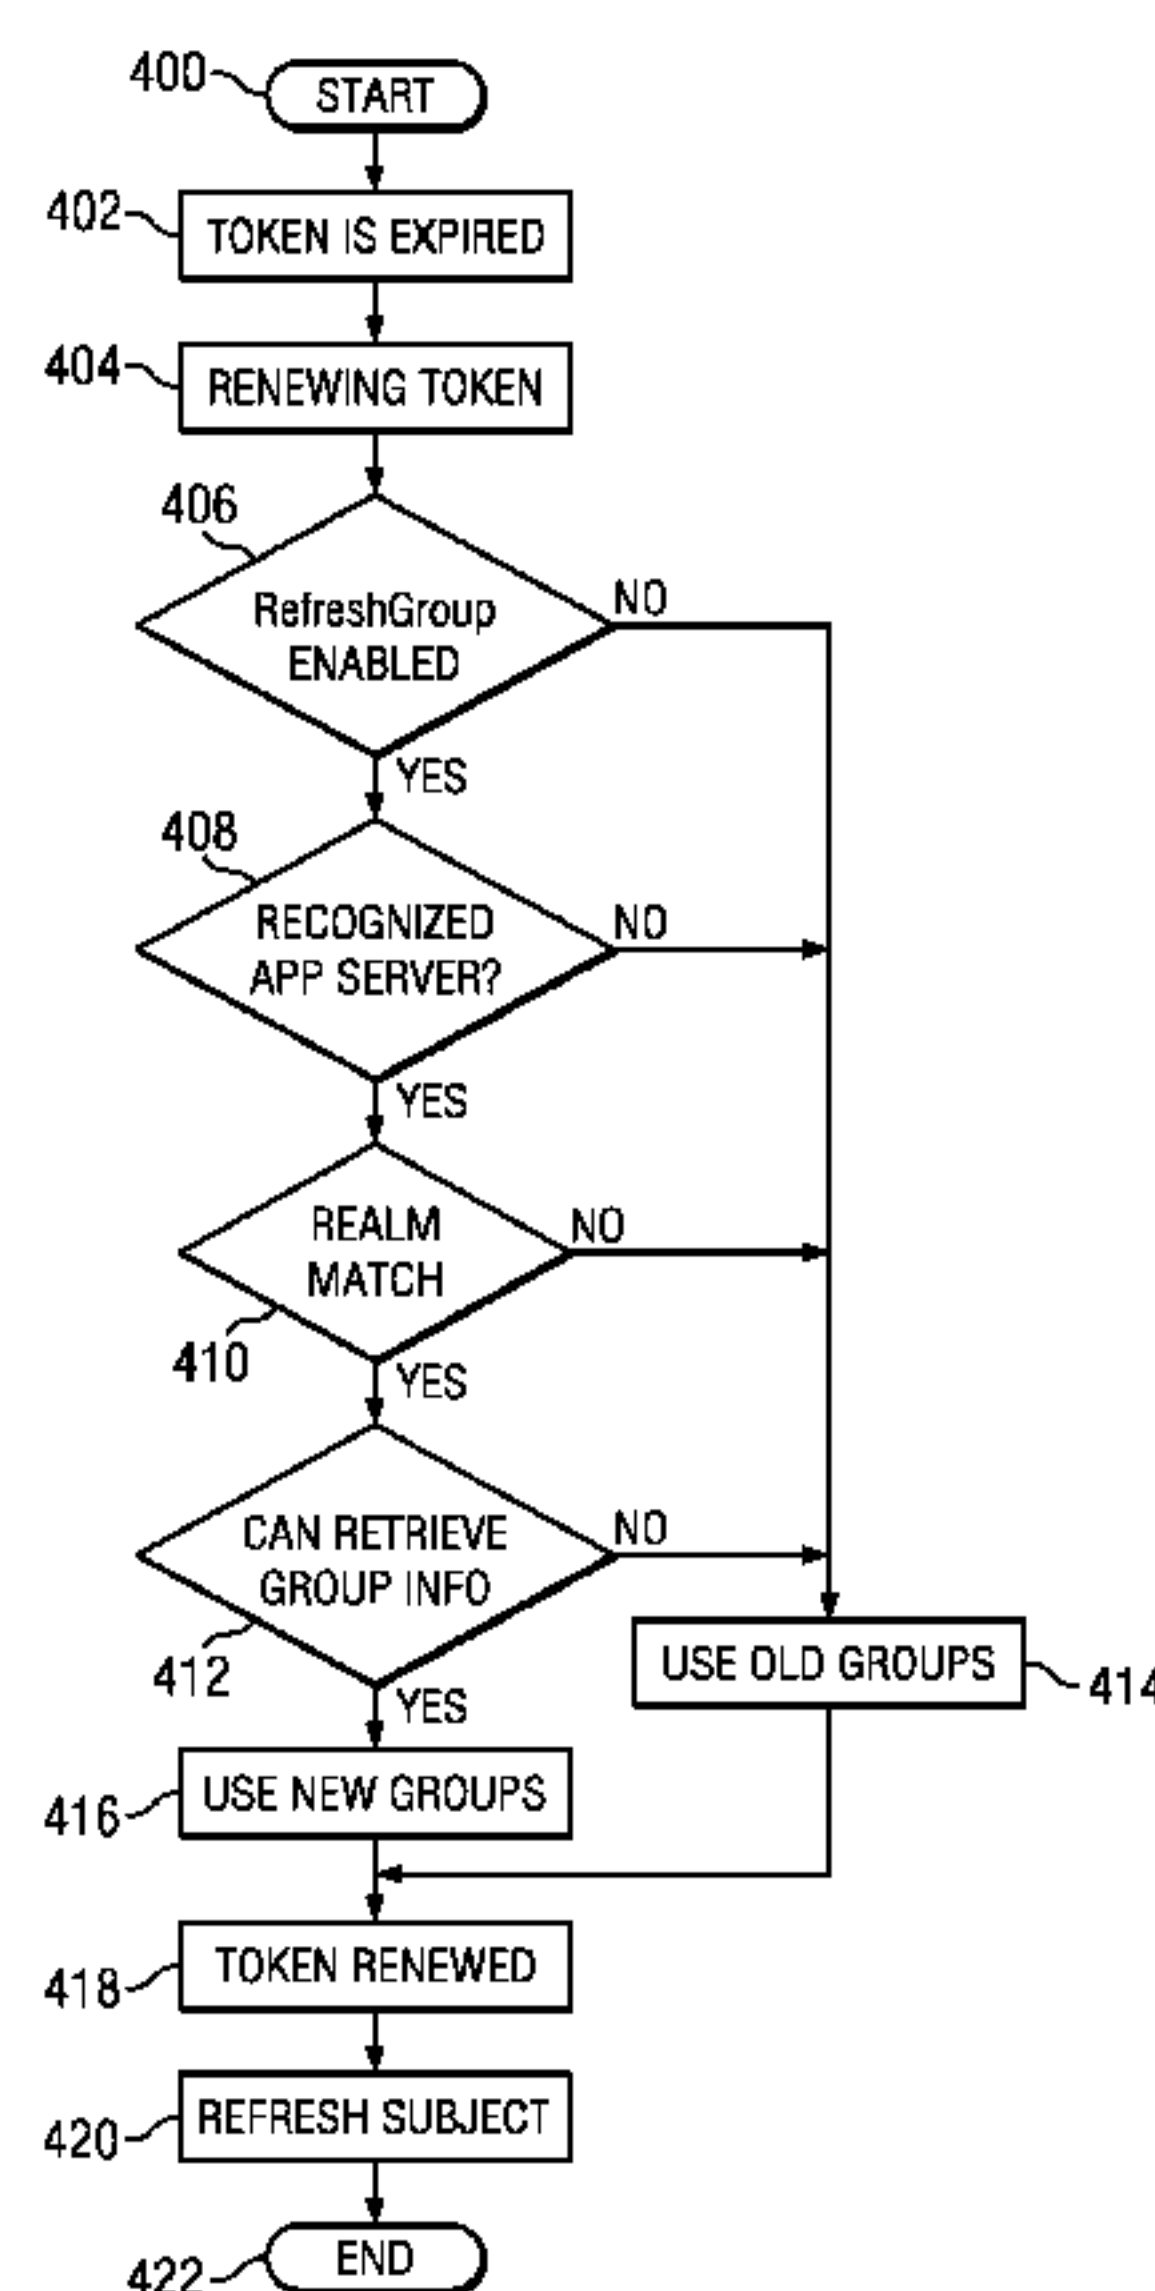 400
START
402
TOKEN IS EXPIRED
404
RENEWING TOKEN
406
RefreshGroup
ENABLED
NO
YES
408
RECOGNIZED
APP SERVER?
NO
YES
REALM
MATCH
NO
410
YES
CAN RETRIEVE
GROUP INFO
NO
412
YES
USE OLD GROUPS
414
USE NEW GROUPS
416
TOKEN RENEWED
418
REFRESH SUBJECT
420
END
422